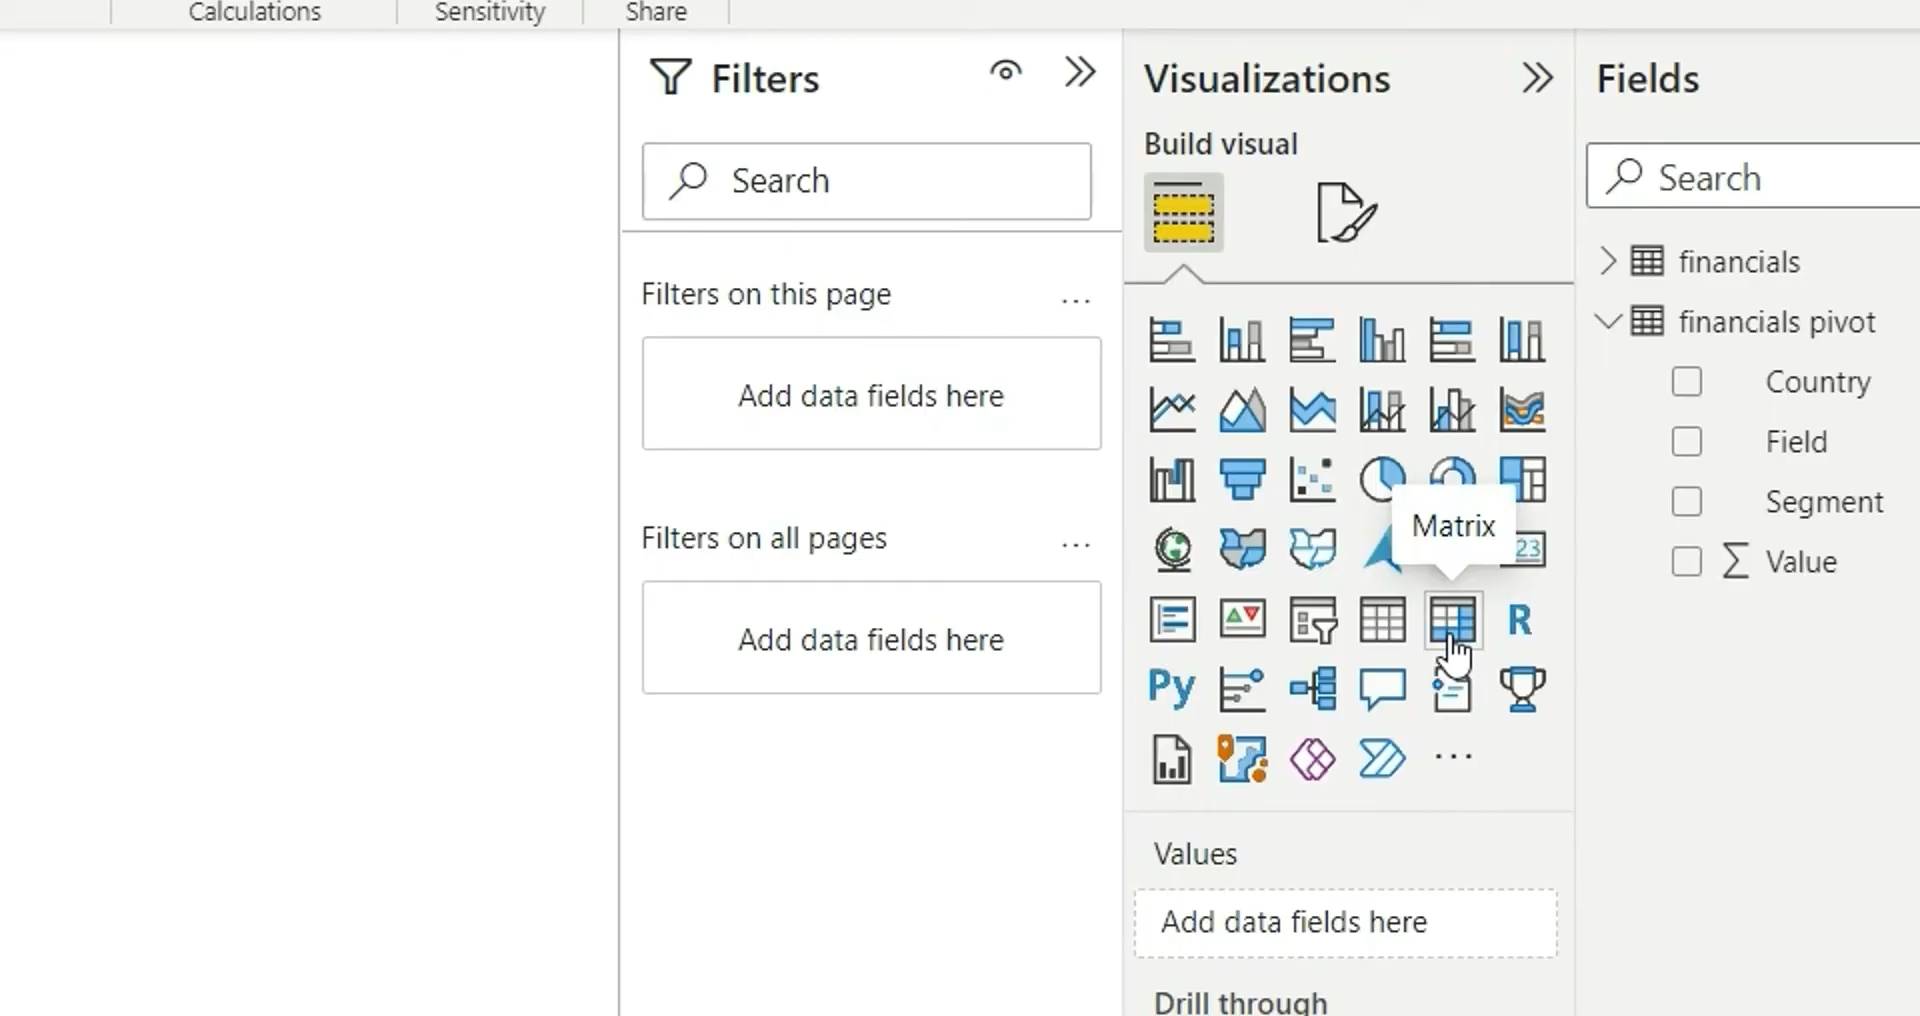 Calculations
Sensitivity
Share
Filters
Search
Filters on this page
...
Add data fields here
Filters on all pages
...
Add data fields here
Visualizations
Build visual
Matrix
123
R
Py
...
Values
Add data fields here
Drill through
Fields
Search
financials
financials pivot
Country
Field
Segment
∑ Value